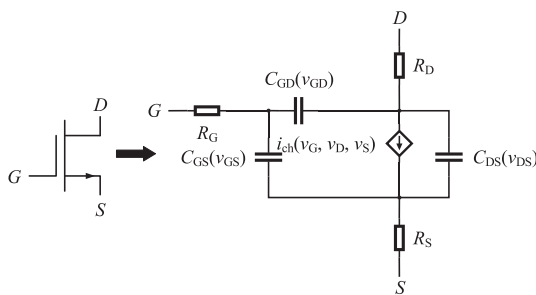 D
G
S
D
R_D
C_GD(v_GD)
G
R_G
C_GS(v_GS)
i_ch(v_G, v_D, v_S)
C_DS(v_DS)
R_S
S